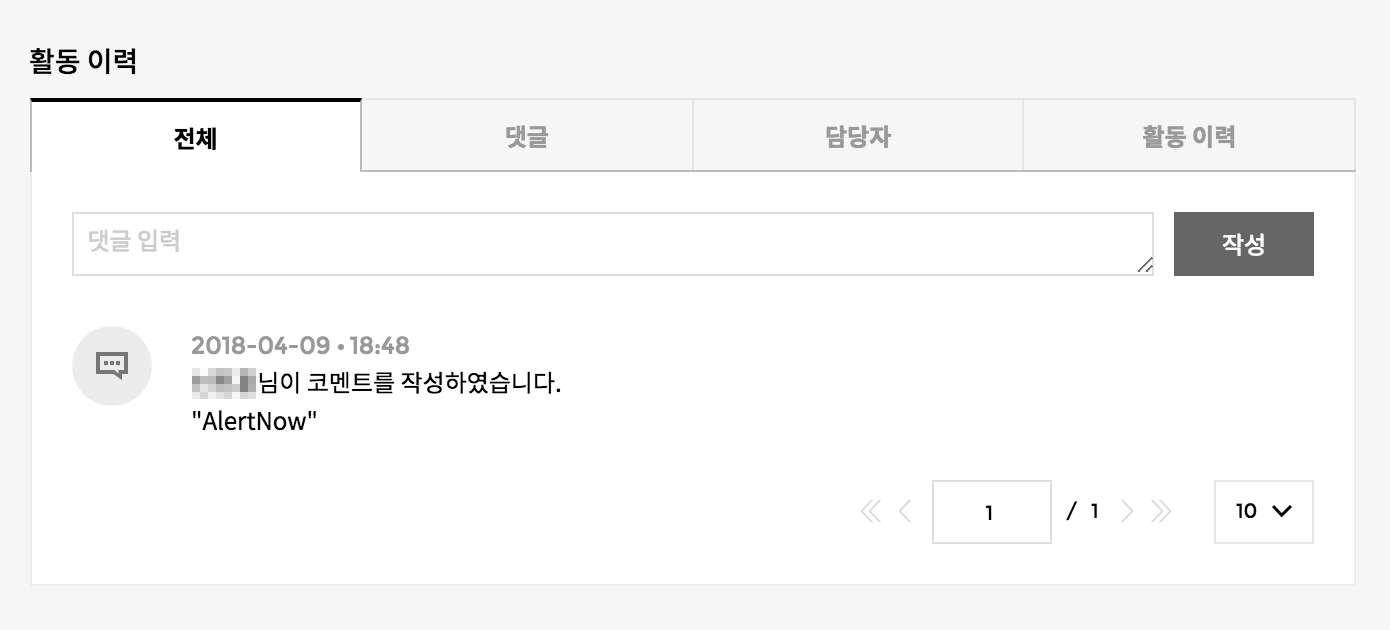 활동 이력
전체 댓글 담당자 활동 이력
댓글 입력 작성
2018-04-09 • 18:48
님이 코멘트를 작성하였습니다.
"AlertNow"
1 / 1 10